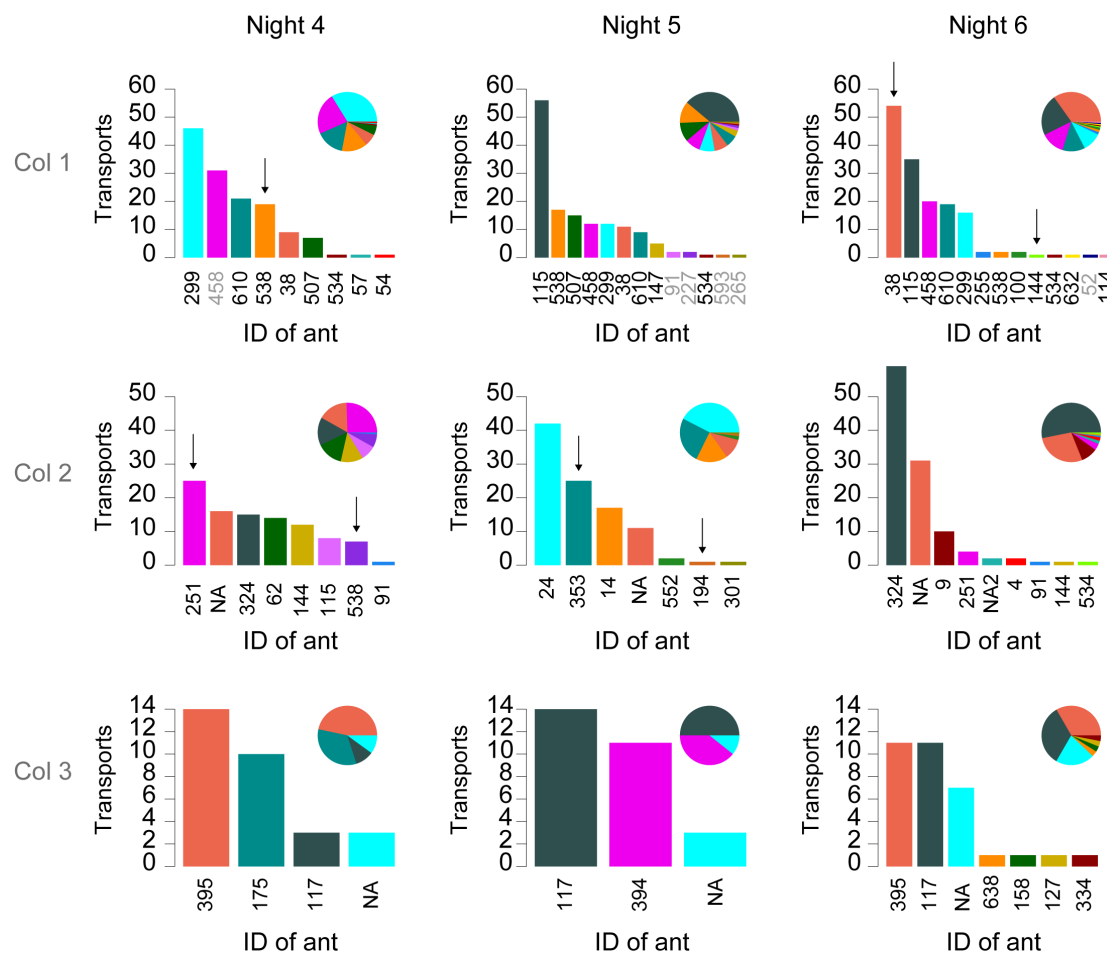 Night 4 Night 5 Night 6
Col 1
Transports
60
50
40
30
20
10
0
299 458 610 538 38 507 534 57 54
ID of ant
Transports
60
50
40
30
20
10
0
115 538 507 458 299 38 610 147 91 227 534 593 265
ID of ant
Transports
60
50
40
30
20
10
0
38 115 458 610 299 255 538 100 144 534 632 52 114
ID of ant
Col 2
Transports
50
40
30
20
10
0
251 NA 324 62 144 115 538 91
ID of ant
Transports
50
40
30
20
10
0
24 353 14 NA 552 194 301
ID of ant
Transports
50
40
30
20
10
0
324 NA 9 251 NA2 4 91 144 534
ID of ant
Col 3
Transports
14
12
10
8
6
4
2
0
395 175 117 NA
ID of ant
Transports
14
12
10
8
6
4
2
0
117 394 NA
ID of ant
Transports
14
12
10
8
6
4
2
0
395 117 NA 638 158 127 334
ID of ant